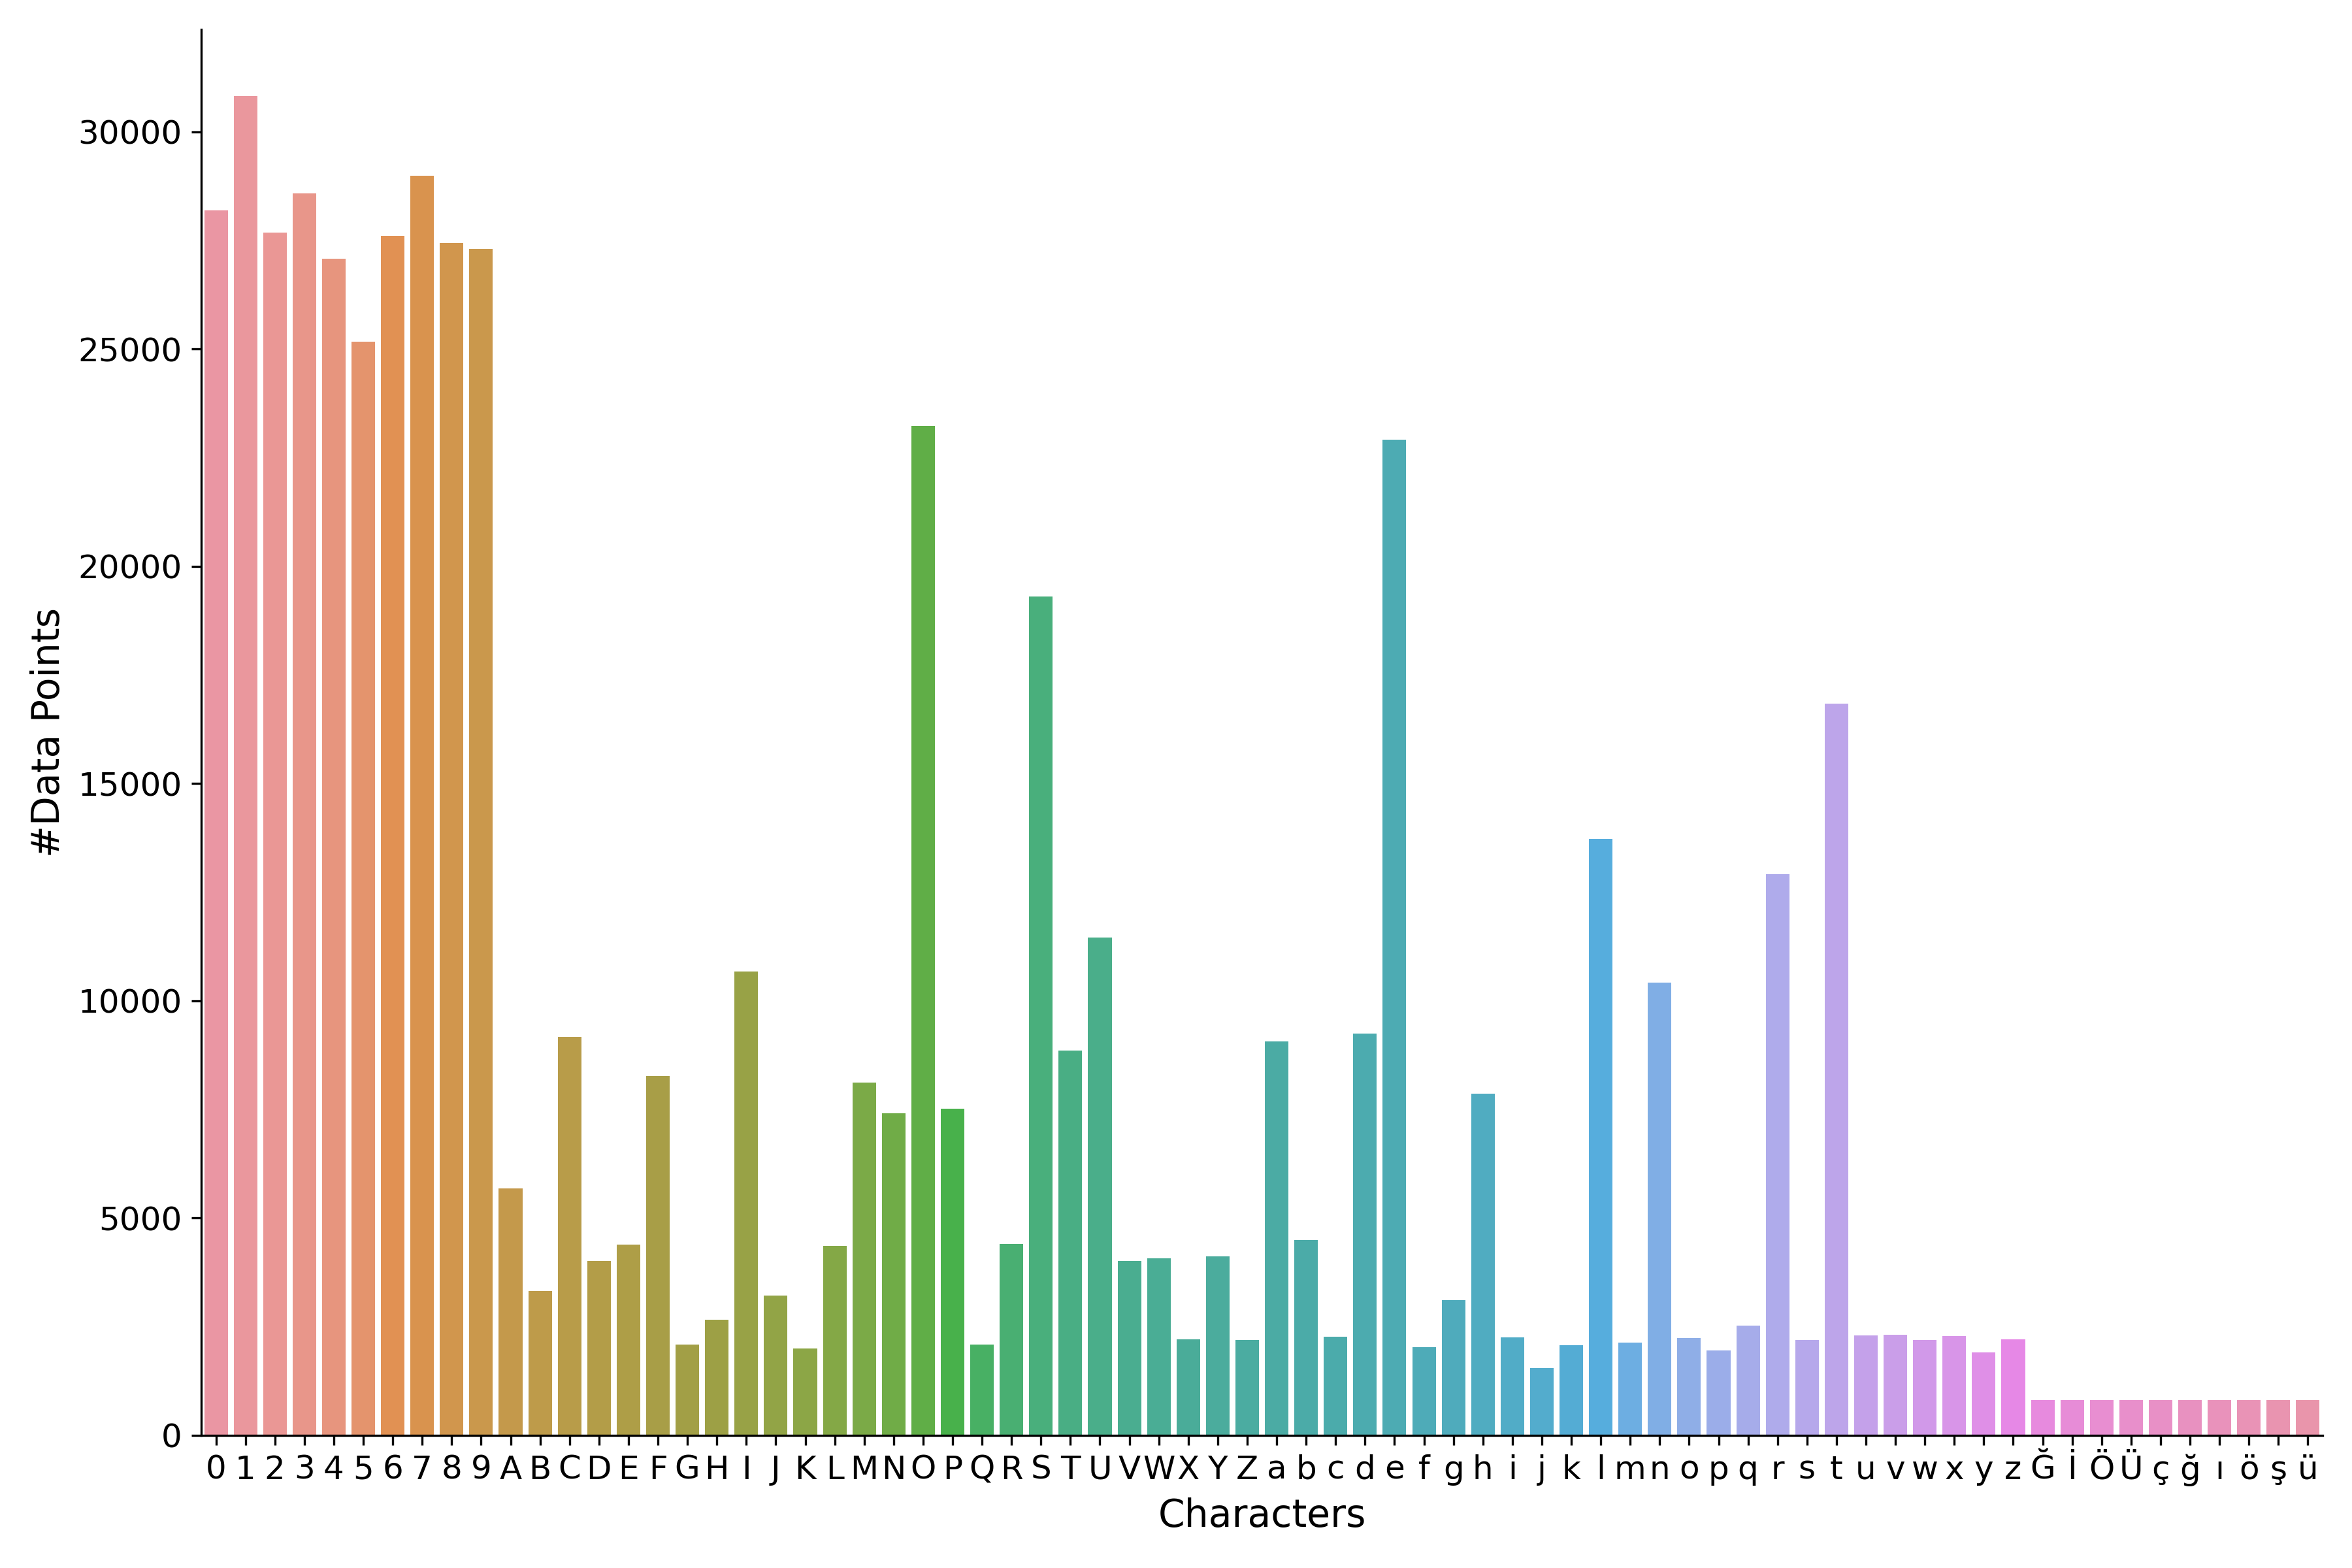 #Data Points
30000
25000
20000
15000
10000
5000
0
0 1 2 3 4 5 6 7 8 9 A B C D E F G H I J K L M N O P Q R S T U V W X Y Z a b c d e f g h i j k l m n o p q r s t u v w x y z Ğ İ Ö Ü ç ğ ı ö ş ü
Characters